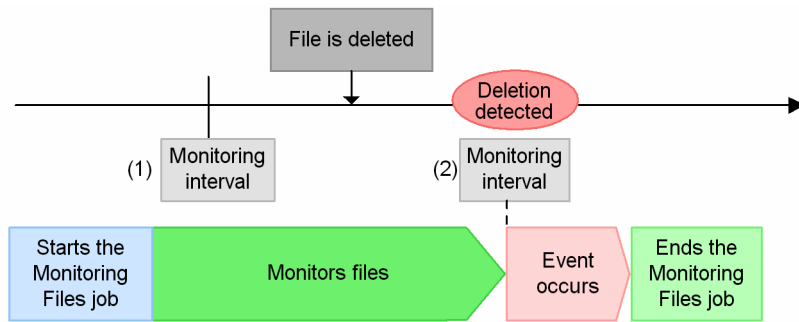 File is deleted
Deletion
detected
(1)
Monitoring
interval
(2)
Monitoring
interval
Starts the
Monitoring
Files job
Monitors files
Event
occurs
Ends the
Monitoring
Files job